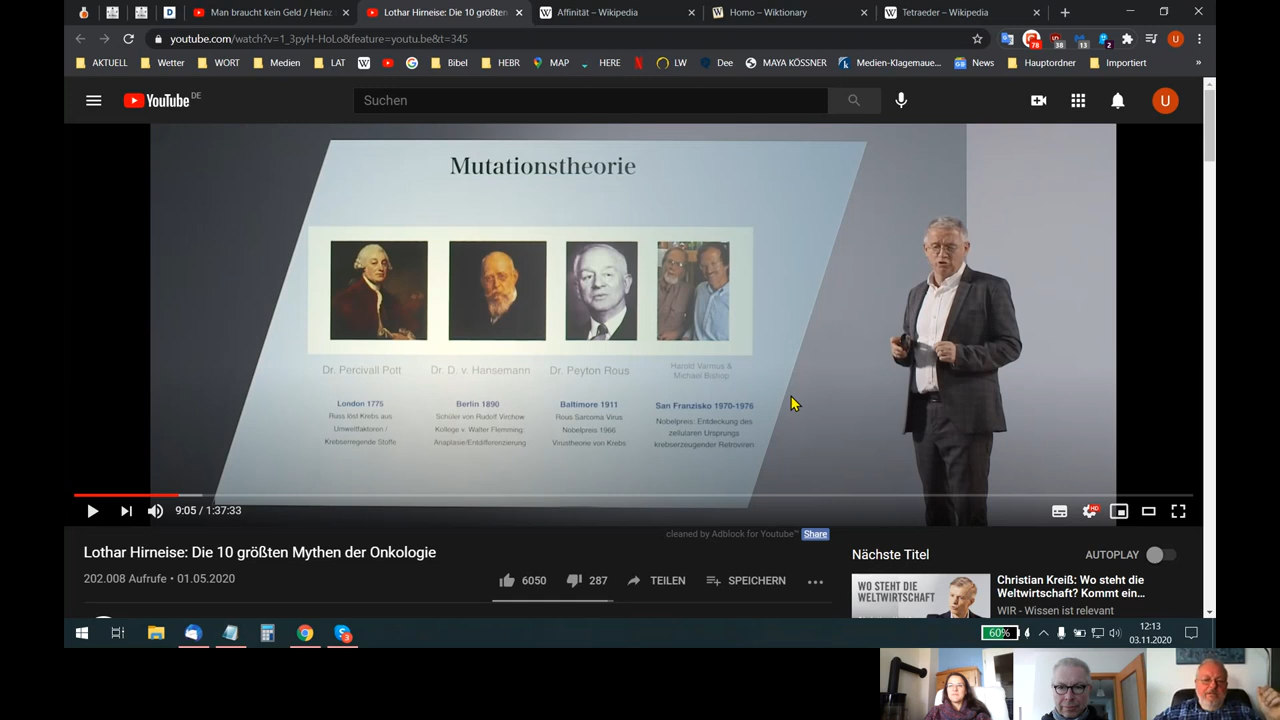 Man braucht kein Geld / Heinz
Lothar Hirneise: Die 10 größten
Affinität – Wikipedia
Homo – Wiktionary
Tetraeder – Wikipedia
youtube.com/watch?v=1_3pyH-HoLo&feature=youtu.be&t=345
78
38
13
2
U
AKTUELL
Wetter
WORT
Medien
LAT
Bibel
HEBR
MAP
HERE
LW
Dee
MAYA KÖSSNER
Medien-Klagemaue...
News
Hauptordner
Importiert
»
YouTube DE
Suchen
U
Mutationstheorie
Dr. Percivall Pott
Dr. D. v. Hansemann
Dr. Peyton Rous
Harold Varmus &
Michael Bishop
London 1775
Russ löst Krebs aus
Umweltfaktoren /
Krebserregende Stoffe
Berlin 1890
Schüler von Rudolf Virchow
Kollege v. Walter Flemming:
Anaplasie/Entdifferenzierung
Baltimore 1911
Rous Sarcoma Virus
Nobelpreis 1966
Virustheorie von Krebs
San Franzisko 1970-1976
Nobelpreis: Entdeckung des
zellularen Ursprungs
krebserzeugender Retroviren
9:05 / 1:37:33
HD
cleaned by Adblock for Youtube™ Share
Lothar Hirneise: Die 10 größten Mythen der Onkologie
202.008 Aufrufe • 01.05.2020
6050
287
TEILEN
SPEICHERN
Nächste Titel
AUTOPLAY
WO STEHT DIE
WELTWIRTSCHAFT
Christian Kreiß: Wo steht die
Weltwirtschaft? Kommt ein...
WIR - Wissen ist relevant
60%
12:13
03.11.2020